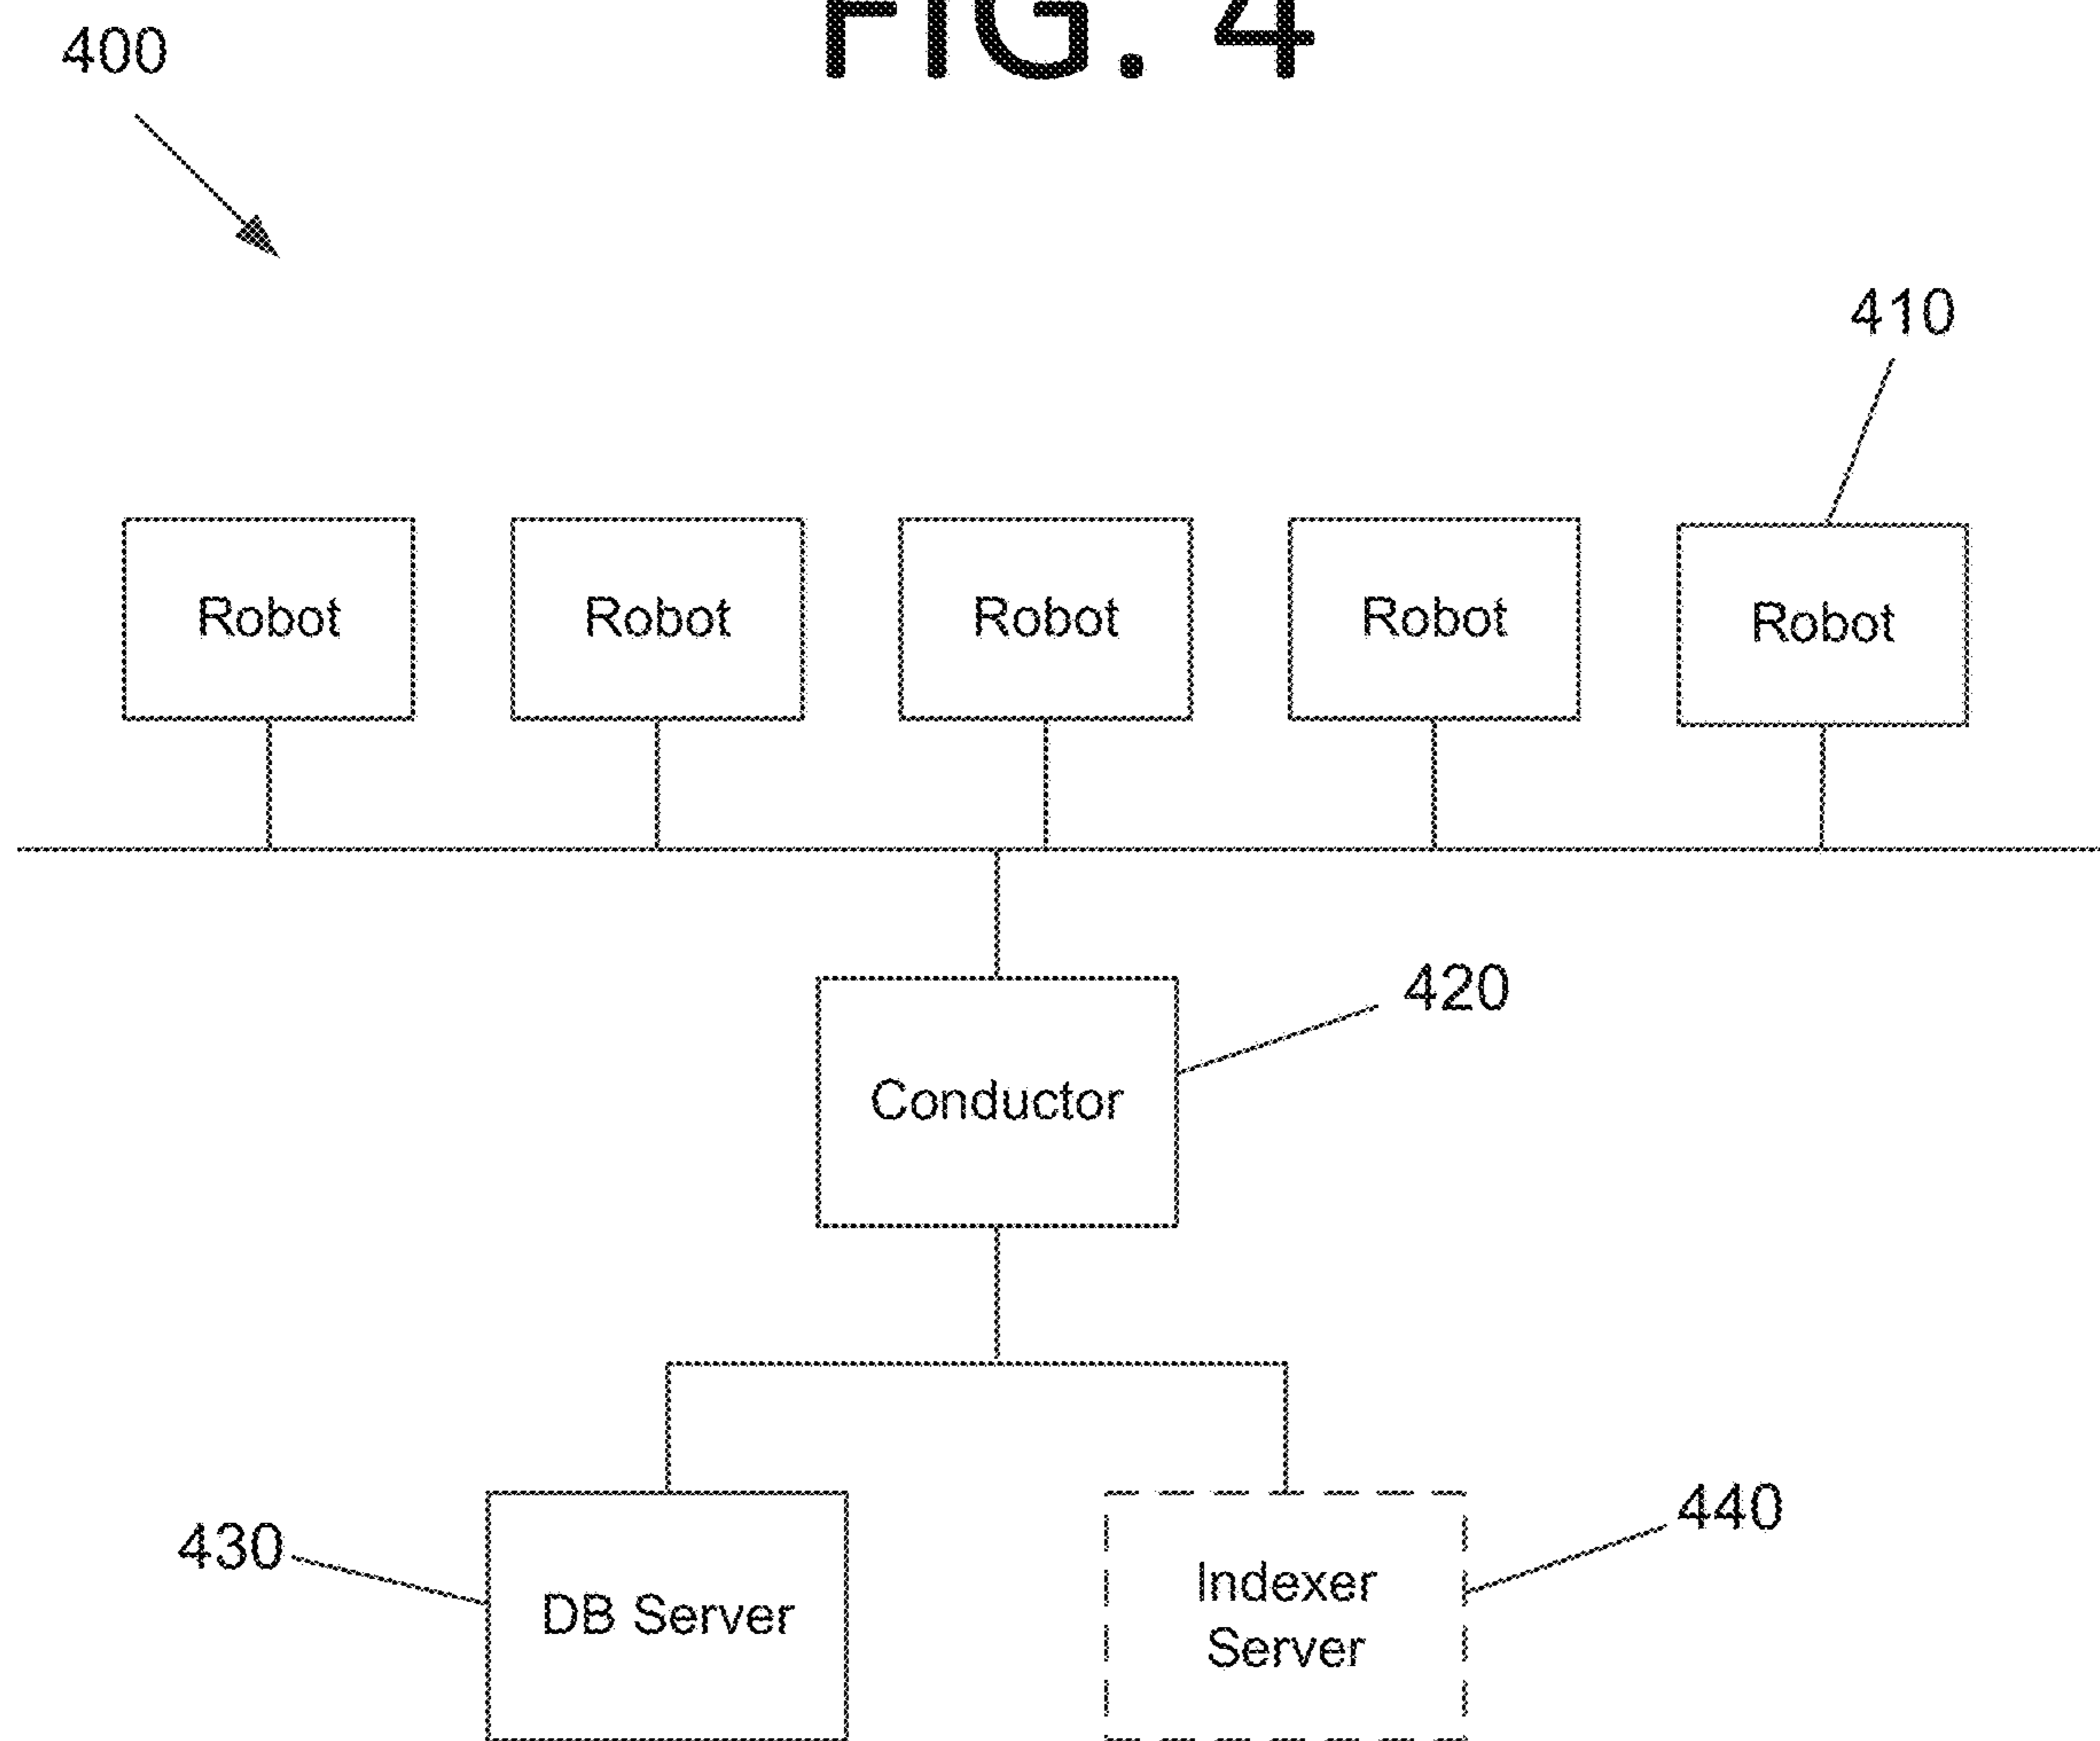 FIG. 4
400
410
Robot Robot Robot Robot Robot
420
Conductor
430
DB Server
440
Indexer
Server